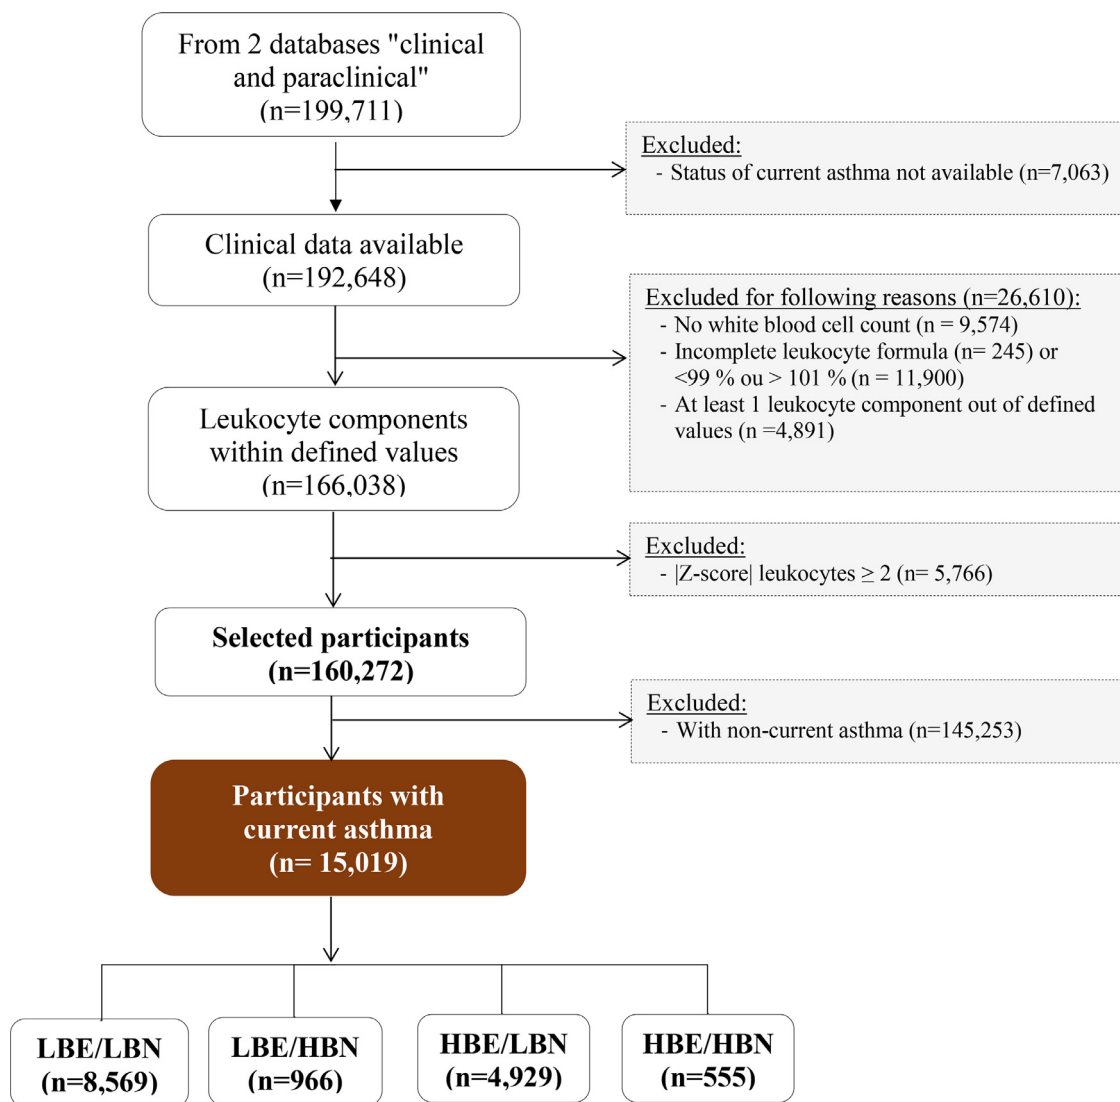 From 2 databases "clinical
and paraclinical"
(n=199,711)
Excluded:
- Status of current asthma not available (n=7,063)
Clinical data available
(n=192,648)
Excluded for following reasons (n=26,610):
- No white blood cell count (n = 9,574)
- Incomplete leukocyte formula (n= 245) or
<99 % ou > 101 % (n = 11,900)
- At least 1 leukocyte component out of defined
values (n =4,891)
Leukocyte components
within defined values
(n=166,038)
Excluded:
- |Z-score| leukocytes ≥ 2 (n= 5,766)
Selected participants
(n=160,272)
Excluded:
- With non-current asthma (n=145,253)
Participants with
current asthma
(n= 15,019)
LBE/LBN
(n=8,569)
LBE/HBN
(n=966)
HBE/LBN
(n=4,929)
HBE/HBN
(n=555)